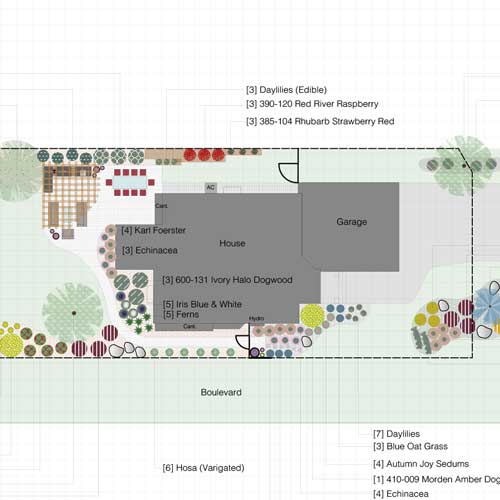 [3] Daylilies (Edible)
[3] 390-120 Red River Raspberry
[3] 385-104 Rhubarb Strawberry Red
AC
Cant.
Garage
[4] Karl Foerster
House
[3] Echinacea
[3] 600-131 Ivory Halo Dogwood
[5] Iris Blue & White
[5] Ferns
Hydro
Cant.
Boulevard
[7] Daylilies
[3] Blue Oat Grass
[4] Autumn Joy Sedums
[6] Hosa (Varigated)
[1] 410-009 Morden Amber Dog
[4] Echinacea